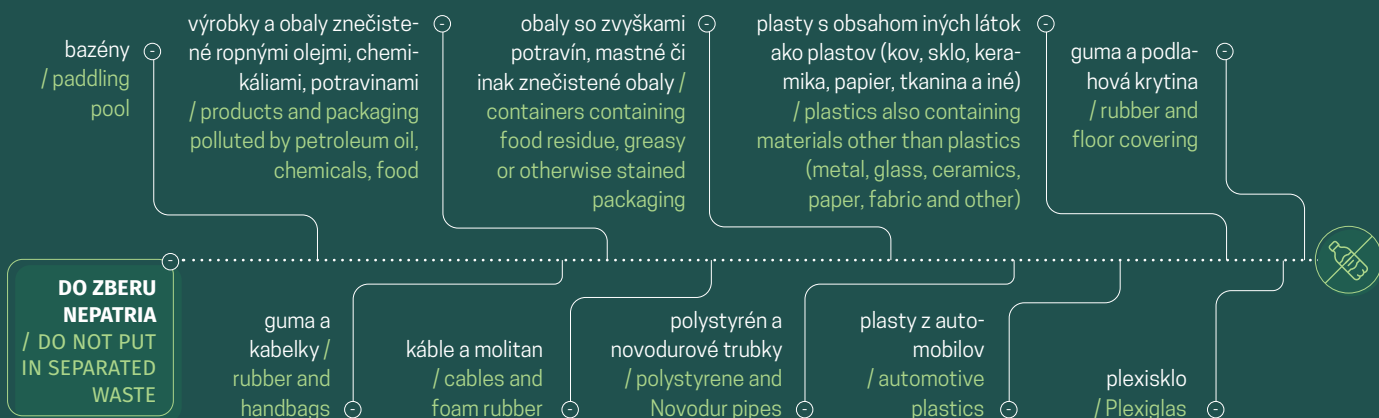 bazény
/ paddling
pool
výrobky a obaly znečiste-
né ropnými olejmi, chemi-
káliami, potravinami
/ products and packaging
polluted by petroleum oil,
chemicals, food
obaly so zvyškami
potravín, mastné či
inak znečistené obaly /
containers containing
food residue, greasy
or otherwise stained
packaging
plasty s obsahom iných látok
ako plastov (kov, sklo, kera-
mika, papier, tkanina a iné)
/ plastics also containing
materials other than plastics
(metal, glass, ceramics,
paper, fabric and other)
guma a podla-
hová krytina
/ rubber and
floor covering
DO ZBERU
NEPATRIA
/ DO NOT PUT
IN SEPARATED
WASTE
guma a
kabelky /
rubber and
handbags
káble a molitan
/ cables and
foam rubber
polystyrén a
novodurové trubky
/ polystyrene and
Novodur pipes
plasty z auto-
mobilov
/ automotive
plastics
plexisklo
/ Plexiglas